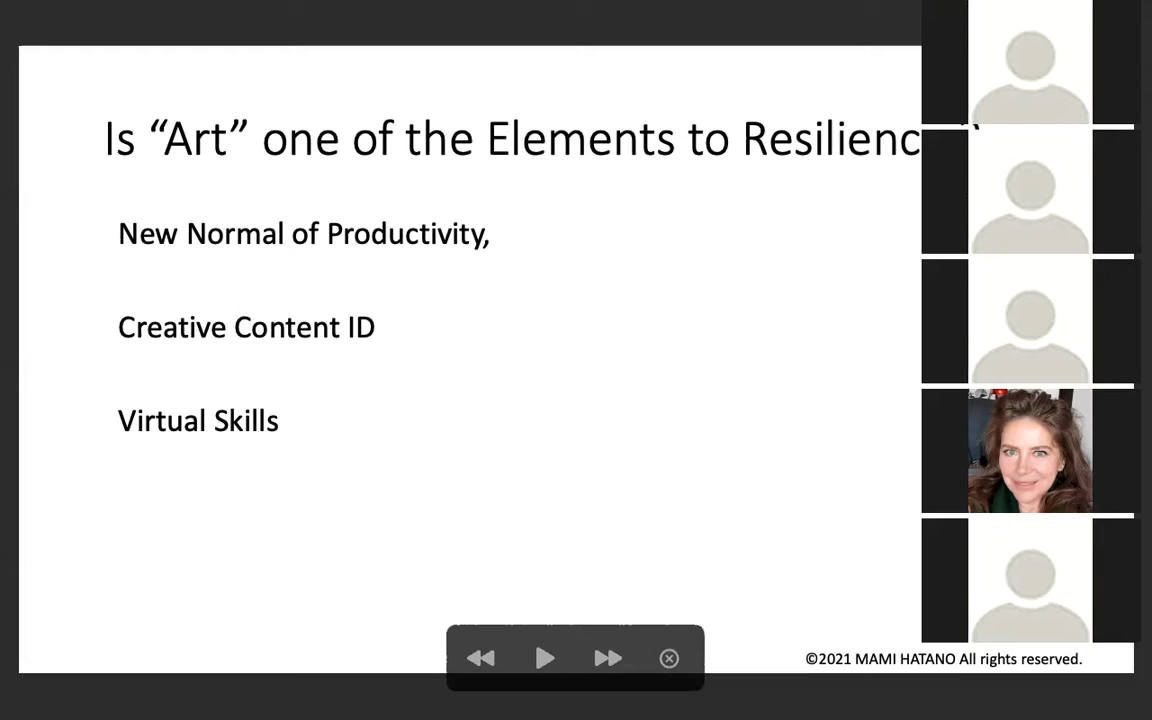 Is “Art” one of the Elements to Resilienc
New Normal of Productivity,
Creative Content ID
Virtual Skills
©2021 MAMI HATANO All rights reserved.